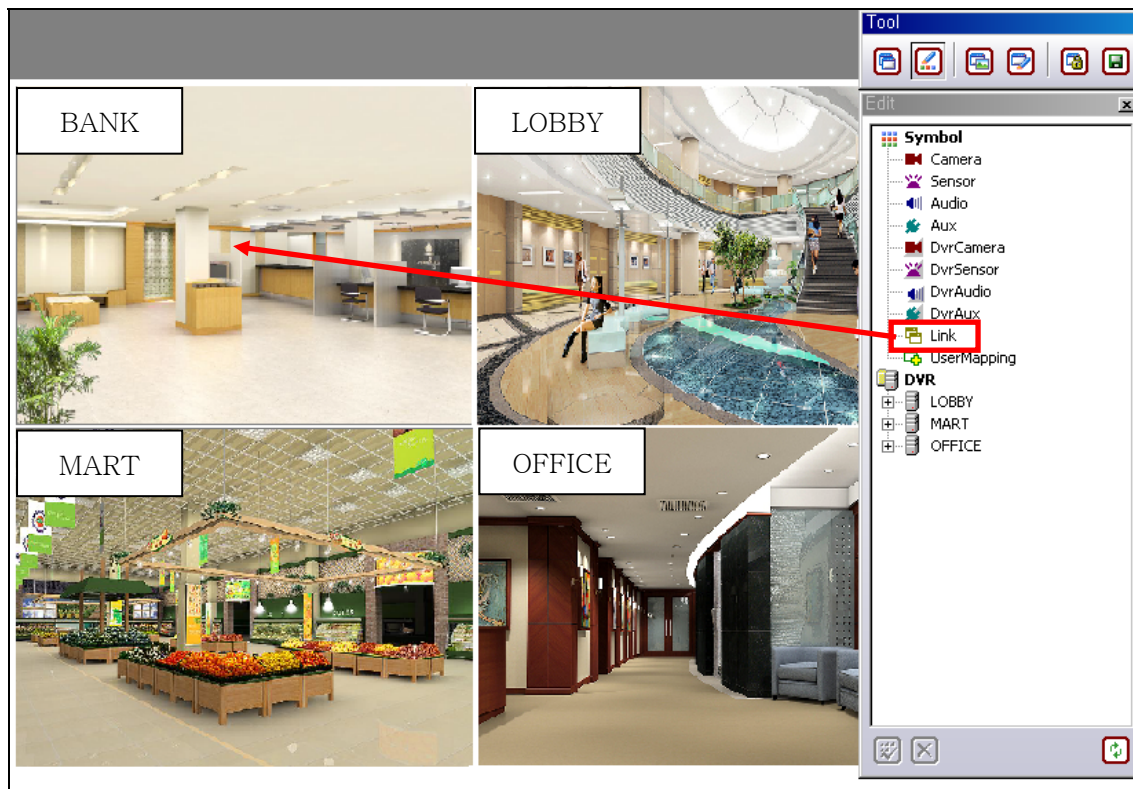 Tool
Edit
BANK
LOBBY
MART
OFFICE
Symbol
Camera
Sensor
Audio
Aux
DvrCamera
DvrSensor
DvrAudio
DvrAux
Link
UserMapping
DVR
LOBBY
MART
OFFICE